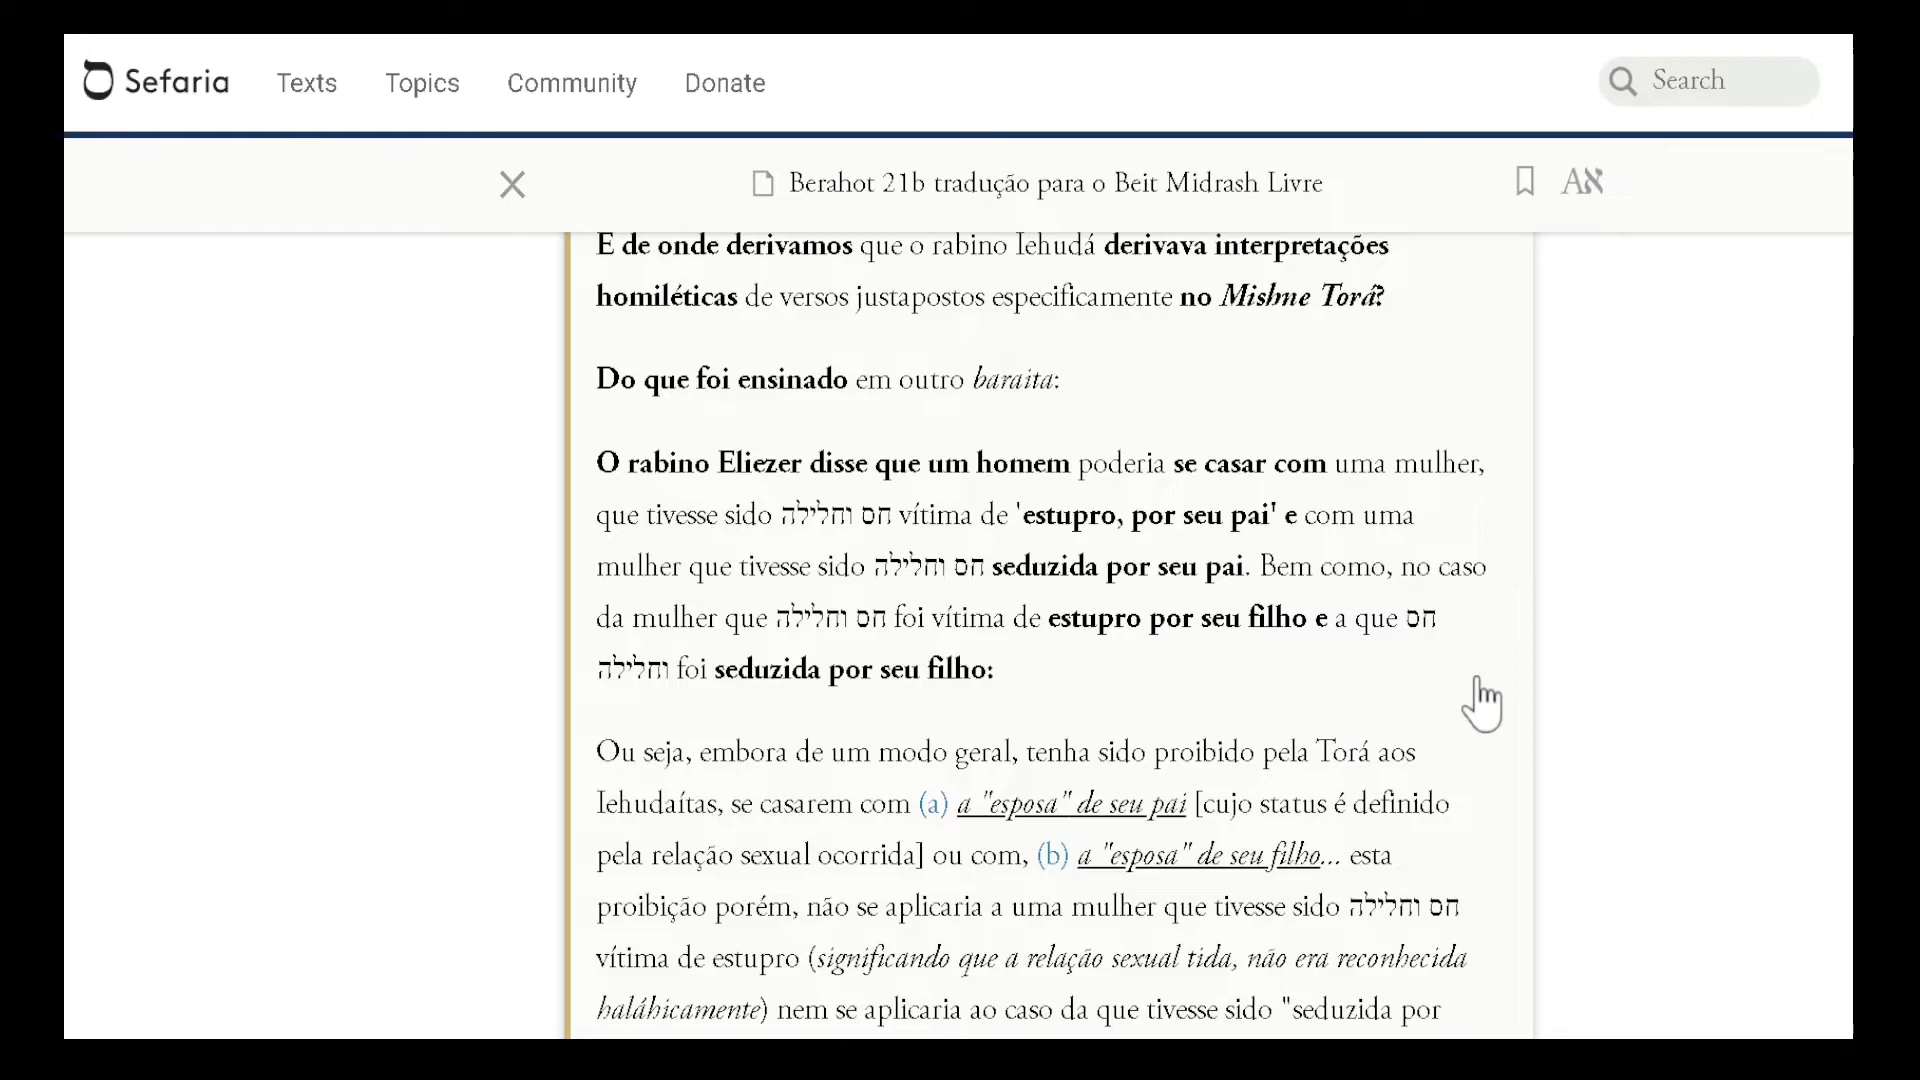 Sefaria Texts Topics Community Donate Search
Berahot 21b tradução para o Beit Midrash Livre
E de onde derivamos que o rabino Iehudá derivava interpretações
homiléticas de versos justapostos especificamente no Mishne Torá?
Do que foi ensinado em outro baraita:
O rabino Eliezer disse que um homem poderia se casar com uma mulher,
que tivesse sido חס וחלילה vítima de 'estupro, por seu pai' e com uma
mulher que tivesse sido חס וחלילה seduzida por seu pai. Bem como, no caso
da mulher que חס וחלילה foi vítima de estupro por seu filho e a que חס
וחלילה foi seduzida por seu filho:
Ou seja, embora de um modo geral, tenha sido proibido pela Torá aos
Iehudaítas, se casarem com (a) a "esposa" de seu pai [cujo status é definido
pela relação sexual ocorrida] ou com, (b) a "esposa" de seu filho... esta
proibição porém, não se aplicaria a uma mulher que tivesse sido חס וחלילה
vítima de estupro (significando que a relação sexual tida, não era reconhecida
haláhicamente) nem se aplicaria ao caso da que tivesse sido "seduzida por